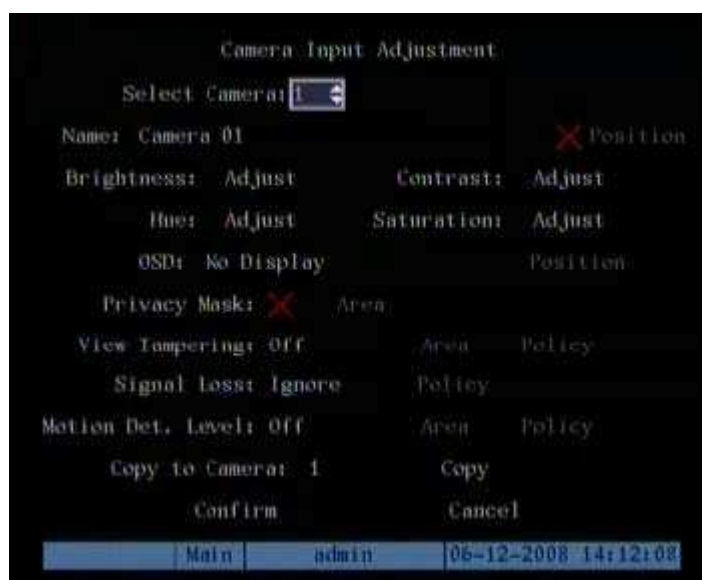 Camera Input Adjustment
Select Camera: 1
Name: Camera 01 Position
Brightness: Adjust Contrast: Adjust
Hue: Adjust Saturation: Adjust
OSD: No Display Position
Privacy Mask: Area
View Tampering: Off Area Policy
Signal Loss: Ignore Policy
Motion Det. Level: Off Area Policy
Copy to Camera: 1 Copy
Confirm Cancel
Main admin 06-12-2008 14:12:08